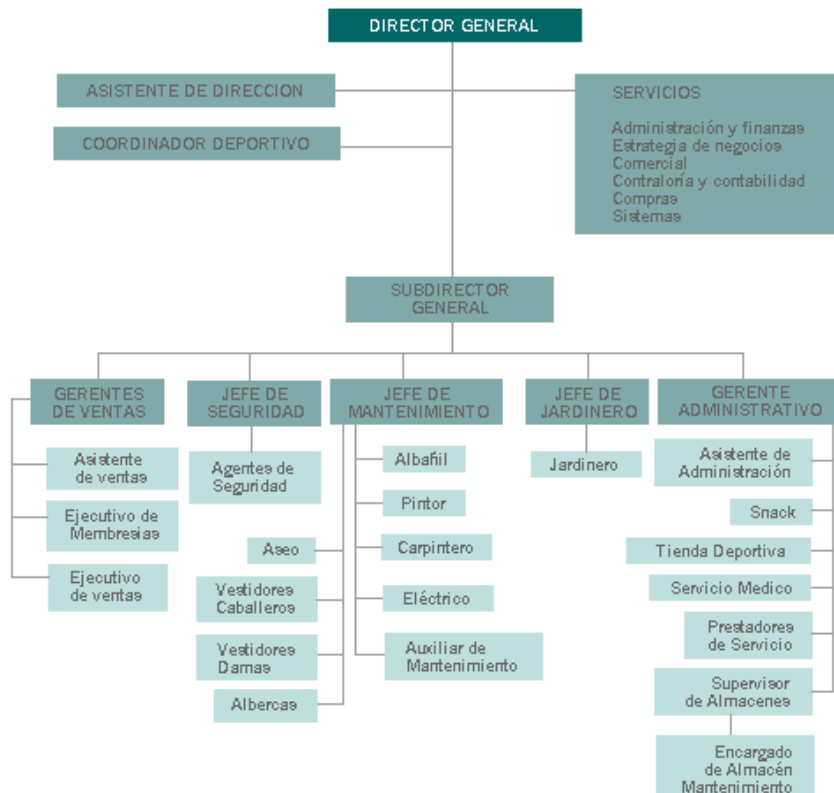 DIRECTOR GENERAL
ASISTENTE DE DIRECCION
COORDINADOR DEPORTIVO
SERVICIOS
Administración y finanzas
Estrategia de negocios
Comercial
Contraloría y contabilidad
Compras
Sistemas
SUBDIRECTOR
GENERAL
GERENTES
DE VENTAS
JEFE DE
SEGURIDAD
JEFE DE
MANTENIMIENTO
JEFE DE
JARDINERO
GERENTE
ADMINISTRATIVO
Asistente
de ventas
Ejecutivo de
Membresias
Ejecutivo
de ventas
Agentes de
Seguridad
Aseo
Vestidores
Caballeros
Vestidores
Damas
Albercas
Albañil
Pintor
Carpintero
Eléctrico
Auxiliar de
Mantenimiento
Jardinero
Asistente de
Administración
Snack
Tienda Deportiva
Servicio Medico
Prestadores
de Servicio
Supervisor
de Almacenes
Encargado
de Almacén
Mantenimiento